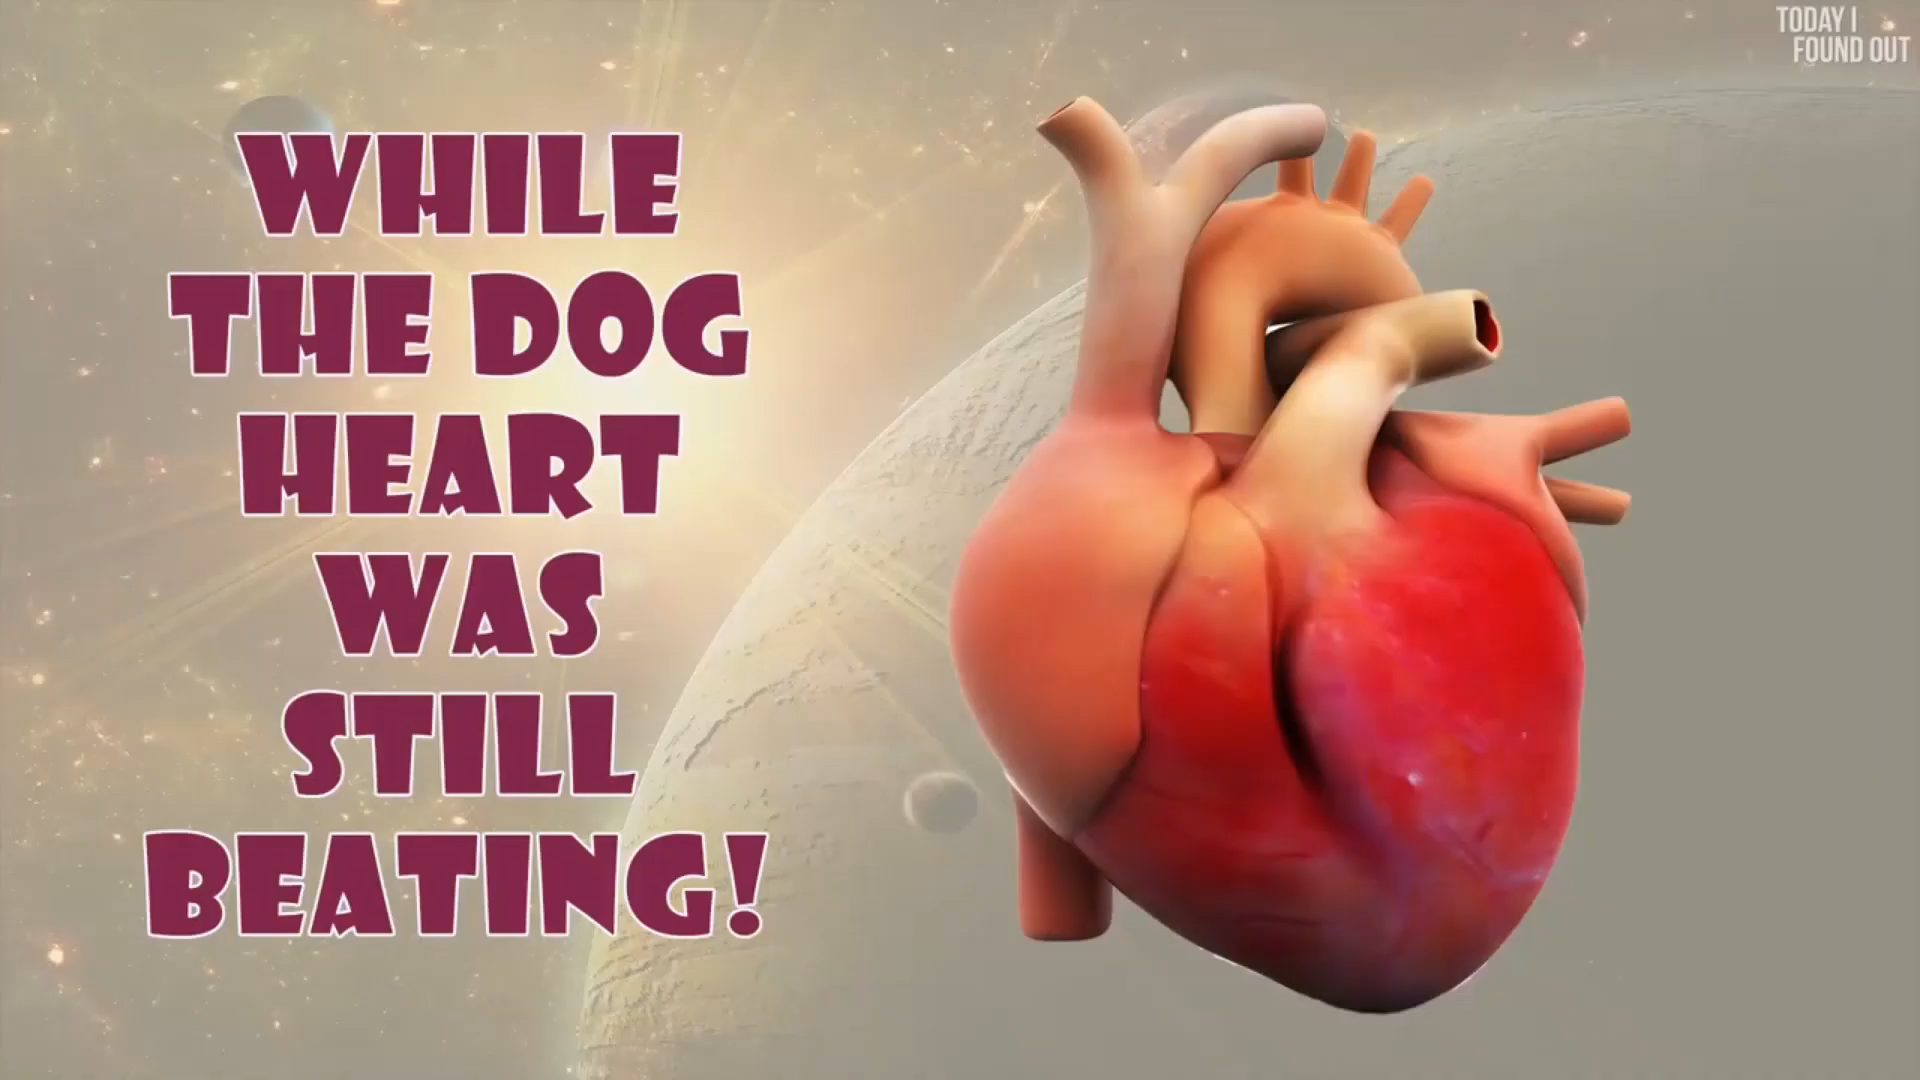 TODAY I
FOUND OUT
WHILE
THE DOG
HEART
WAS
STILL
BEATING!